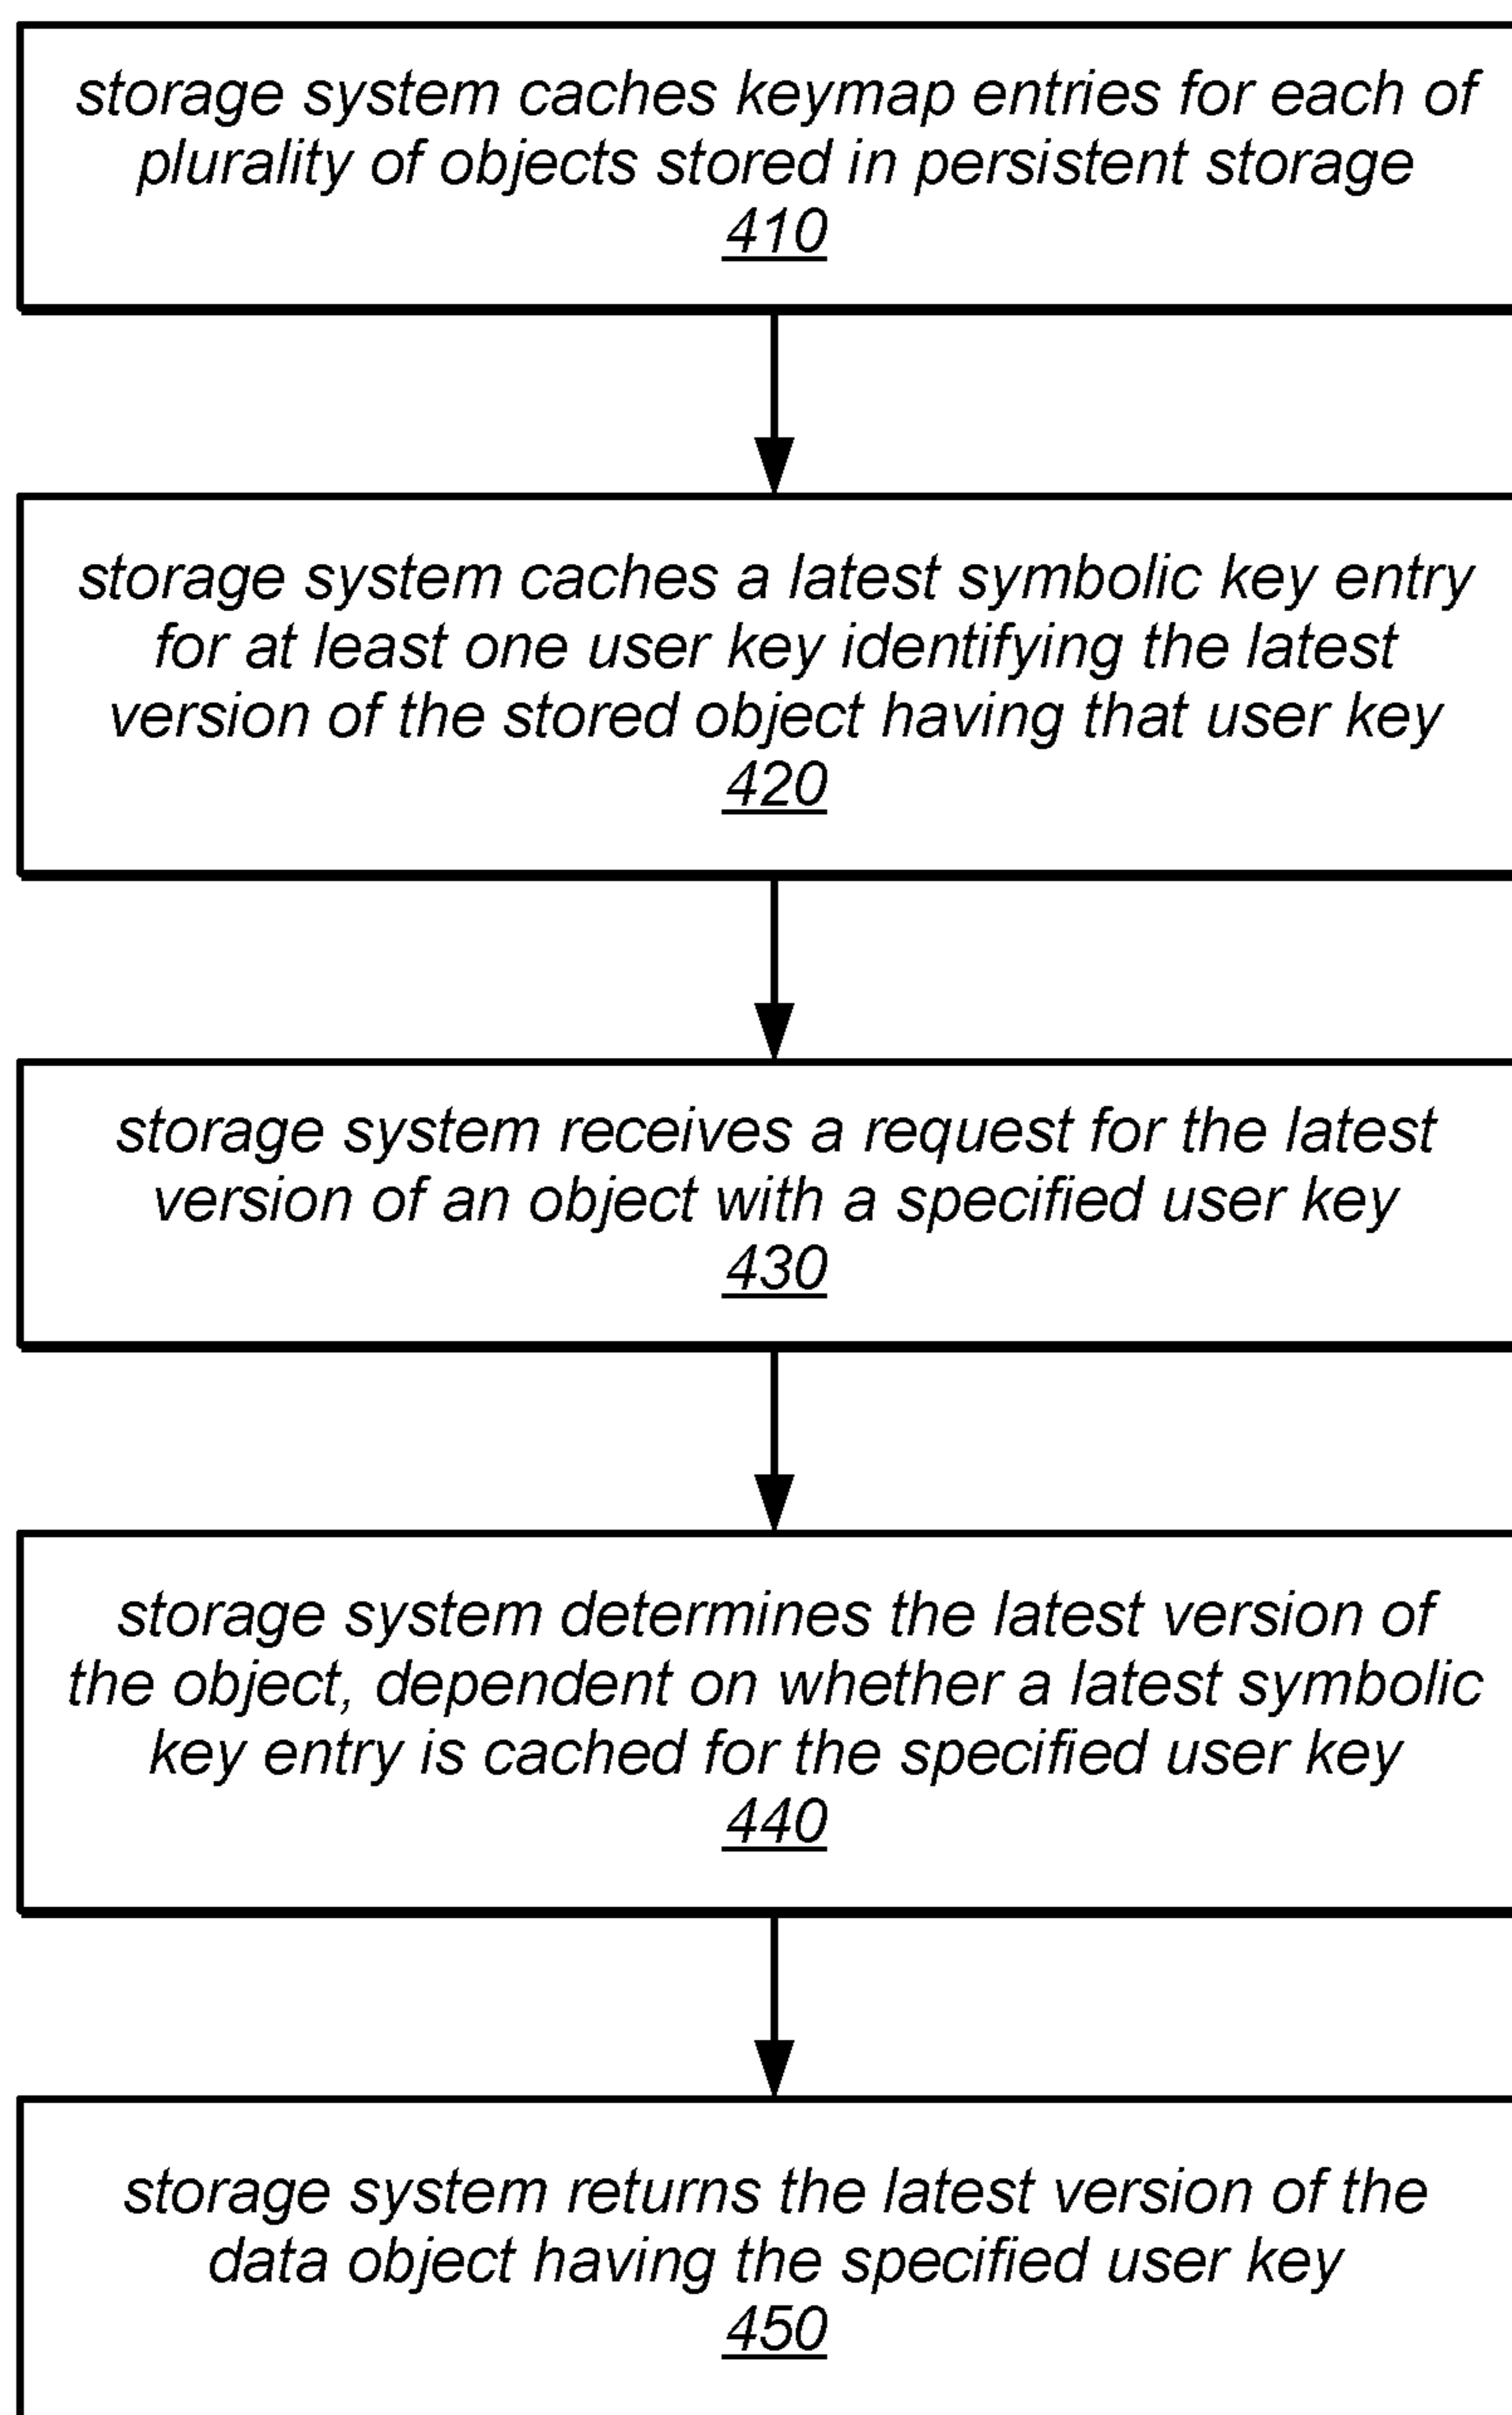 storage system caches keymap entries for each of
plurality of objects stored in persistent storage
410
storage system caches a latest symbolic key entry
for at least one user key identifying the latest
version of the stored object having that user key
420
storage system receives a request for the latest
version of an object with a specified user key
430
storage system determines the latest version of
the object, dependent on whether a latest symbolic
key entry is cached for the specified user key
440
storage system returns the latest version of the
data object having the specified user key
450